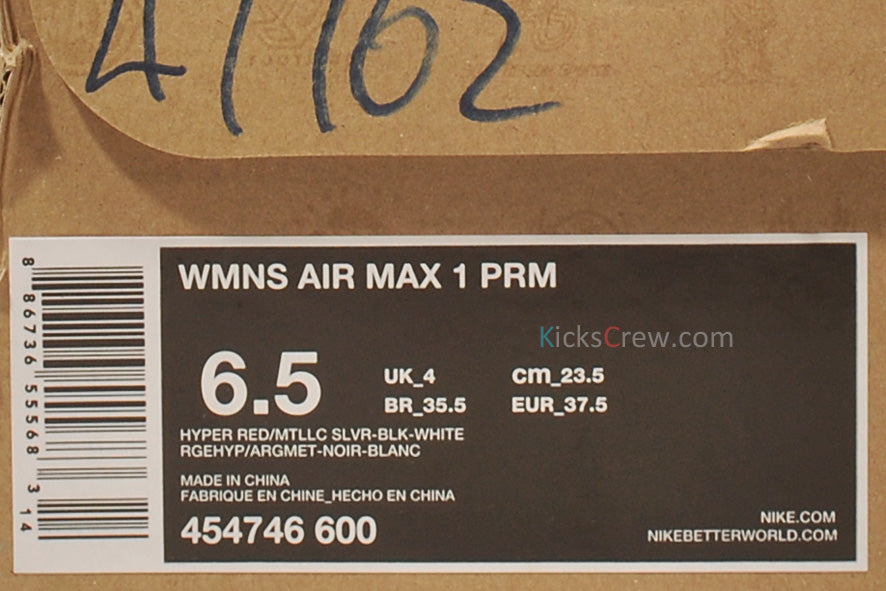 47162
8 86736 55568 3 14
WMNS AIR MAX 1 PRM
KicksCrew.com
6.5
UK_4 cm_23.5
BR_35.5 EUR_37.5
HYPER RED/MTLLC SLVR-BLK-WHITE
RGEHYP/ARGMET-NOIR-BLANC
MADE IN CHINA
FABRIQUE EN CHINE_HECHO EN CHINA
454746 600
NIKE.COM
NIKEBETTERWORLD.COM